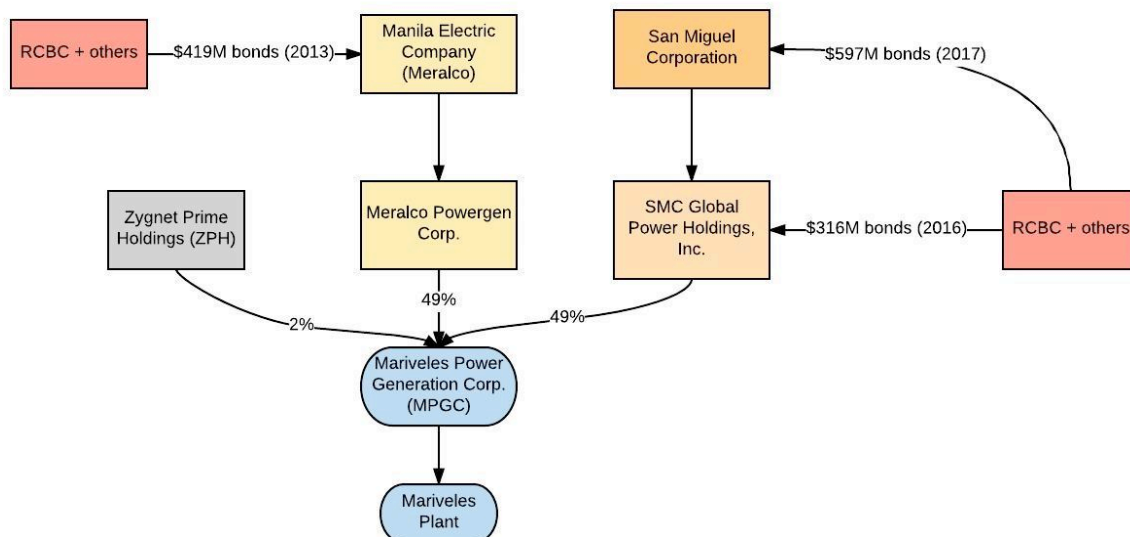 RCBC + others
$419M bonds (2013)
Manila Electric
Company
(Meralco)
San Miguel
Corporation
$597M bonds (2017)
Zygnet Prime
Holdings (ZPH)
Meralco Powergen
Corp.
SMC Global
Power Holdings,
Inc.
$316M bonds (2016)
RCBC + others
2%
49%
49%
Mariveles Power
Generation Corp.
(MPGC)
Mariveles
Plant